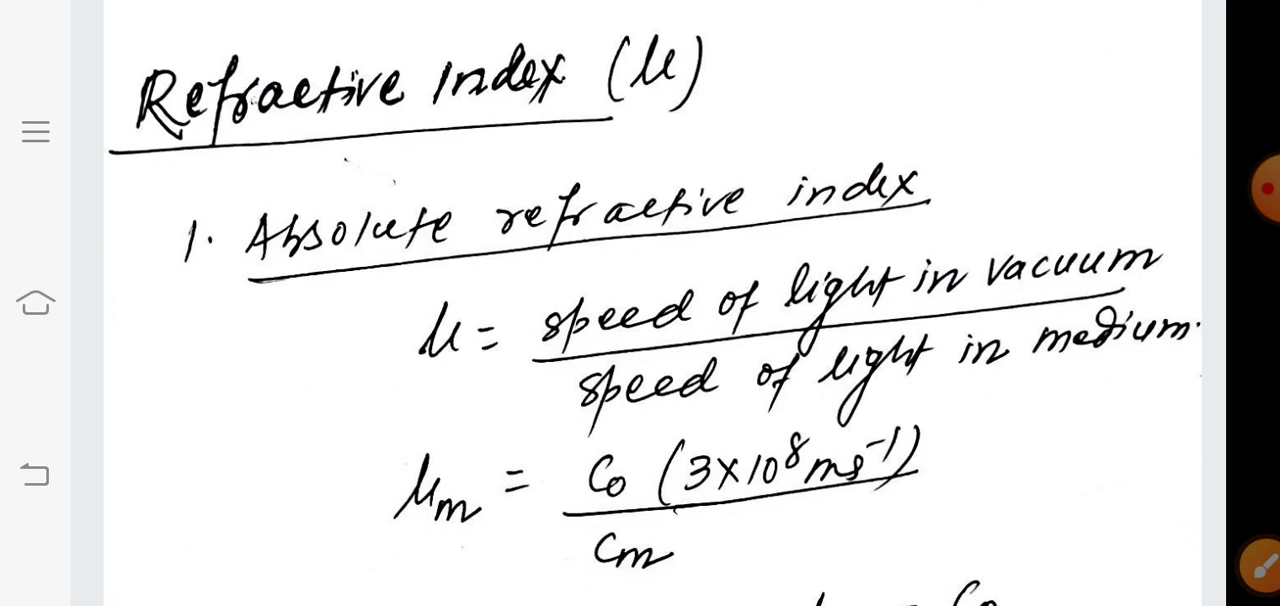 Refractive Index (μ)
1. Absolute refractive index
μ = speed of light in vacuum
speed of light in medium.
μm = C₀ (3×10⁸ ms⁻¹)
Cm